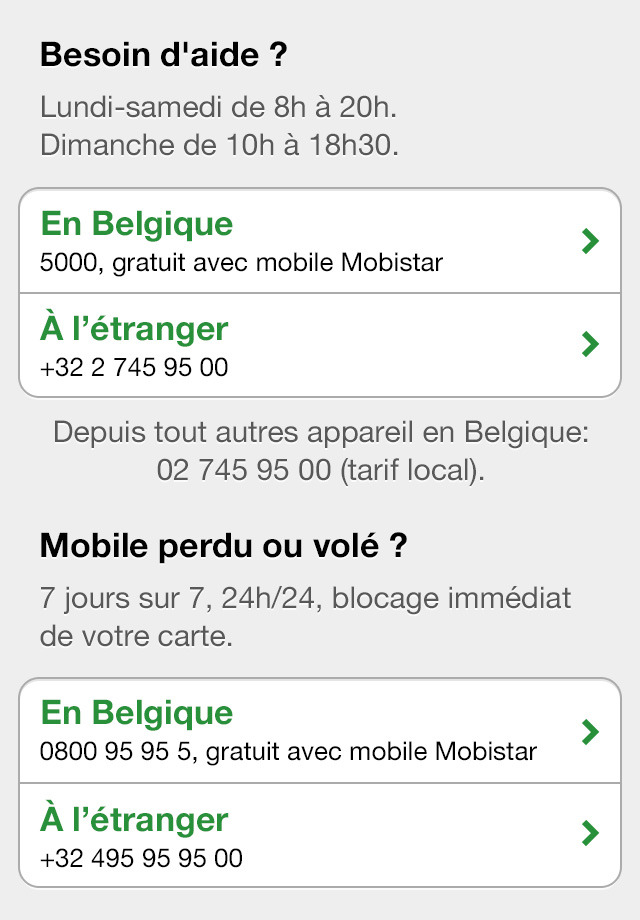 Besoin d'aide ?
Lundi-samedi de 8h à 20h.
Dimanche de 10h à 18h30.
En Belgique
5000, gratuit avec mobile Mobistar
À l’étranger
+32 2 745 95 00
Depuis tout autres appareil en Belgique:
02 745 95 00 (tarif local).
Mobile perdu ou volé ?
7 jours sur 7, 24h/24, blocage immédiat
de votre carte.
En Belgique
0800 95 95 5, gratuit avec mobile Mobistar
À l’étranger
+32 495 95 95 00